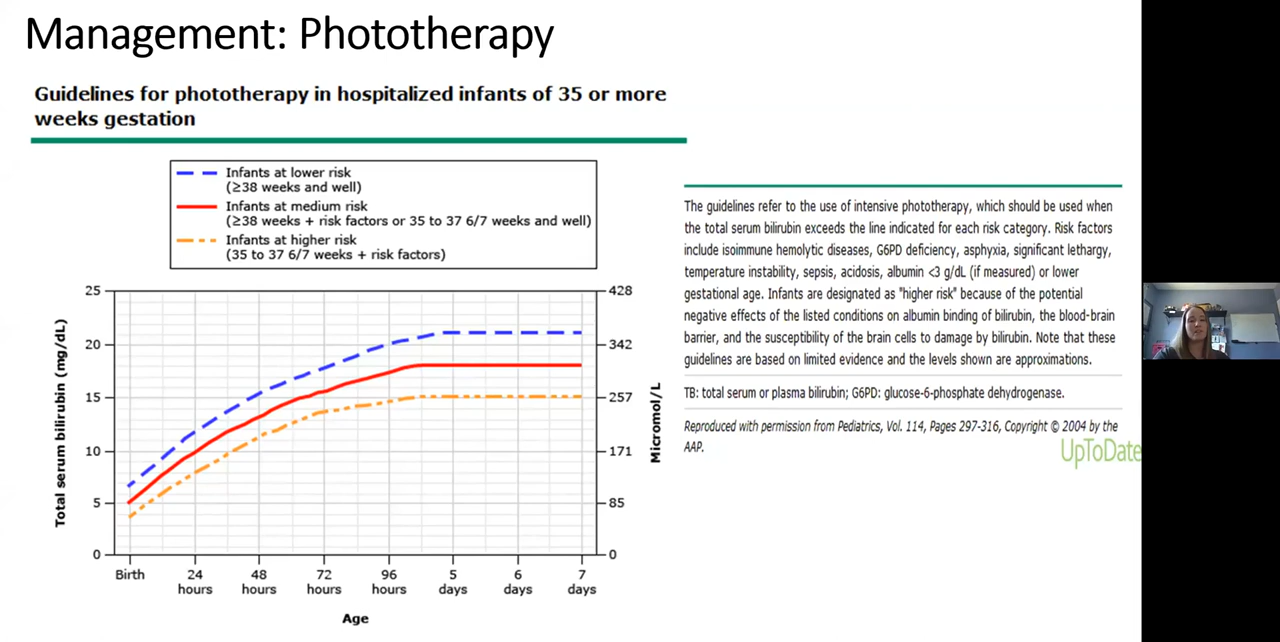 Management: Phototherapy
Guidelines for phototherapy in hospitalized infants of 35 or more
weeks gestation
Infants at lower risk
(≥38 weeks and well)
Infants at medium risk
(≥38 weeks + risk factors or 35 to 37 6/7 weeks and well)
Infants at higher risk
(35 to 37 6/7 weeks + risk factors)
Total serum bilirubin (mg/dL)
25
20
15
10
5
0
428
342
257
171
85
0
Micromol/L
Birth
24
hours
48
hours
72
hours
96
hours
5
days
6
days
7
days
Age
The guidelines refer to the use of intensive phototherapy, which should be used when
the total serum bilirubin exceeds the line indicated for each risk category. Risk factors
include isoimmune hemolytic diseases, G6PD deficiency, asphyxia, significant lethargy,
temperature instability, sepsis, acidosis, albumin <3 g/dL (if measured) or lower
gestational age. Infants are designated as "higher risk" because of the potential
negative effects of the listed conditions on albumin binding of bilirubin, the blood-brain
barrier, and the susceptibility of the brain cells to damage by bilirubin. Note that these
guidelines are based on limited evidence and the levels shown are approximations.
TB: total serum or plasma bilirubin; G6PD: glucose-6-phosphate dehydrogenase.
Reproduced with permission from Pediatrics, Vol. 114, Pages 297-316, Copyright © 2004 by the
AAP.
UpToDate